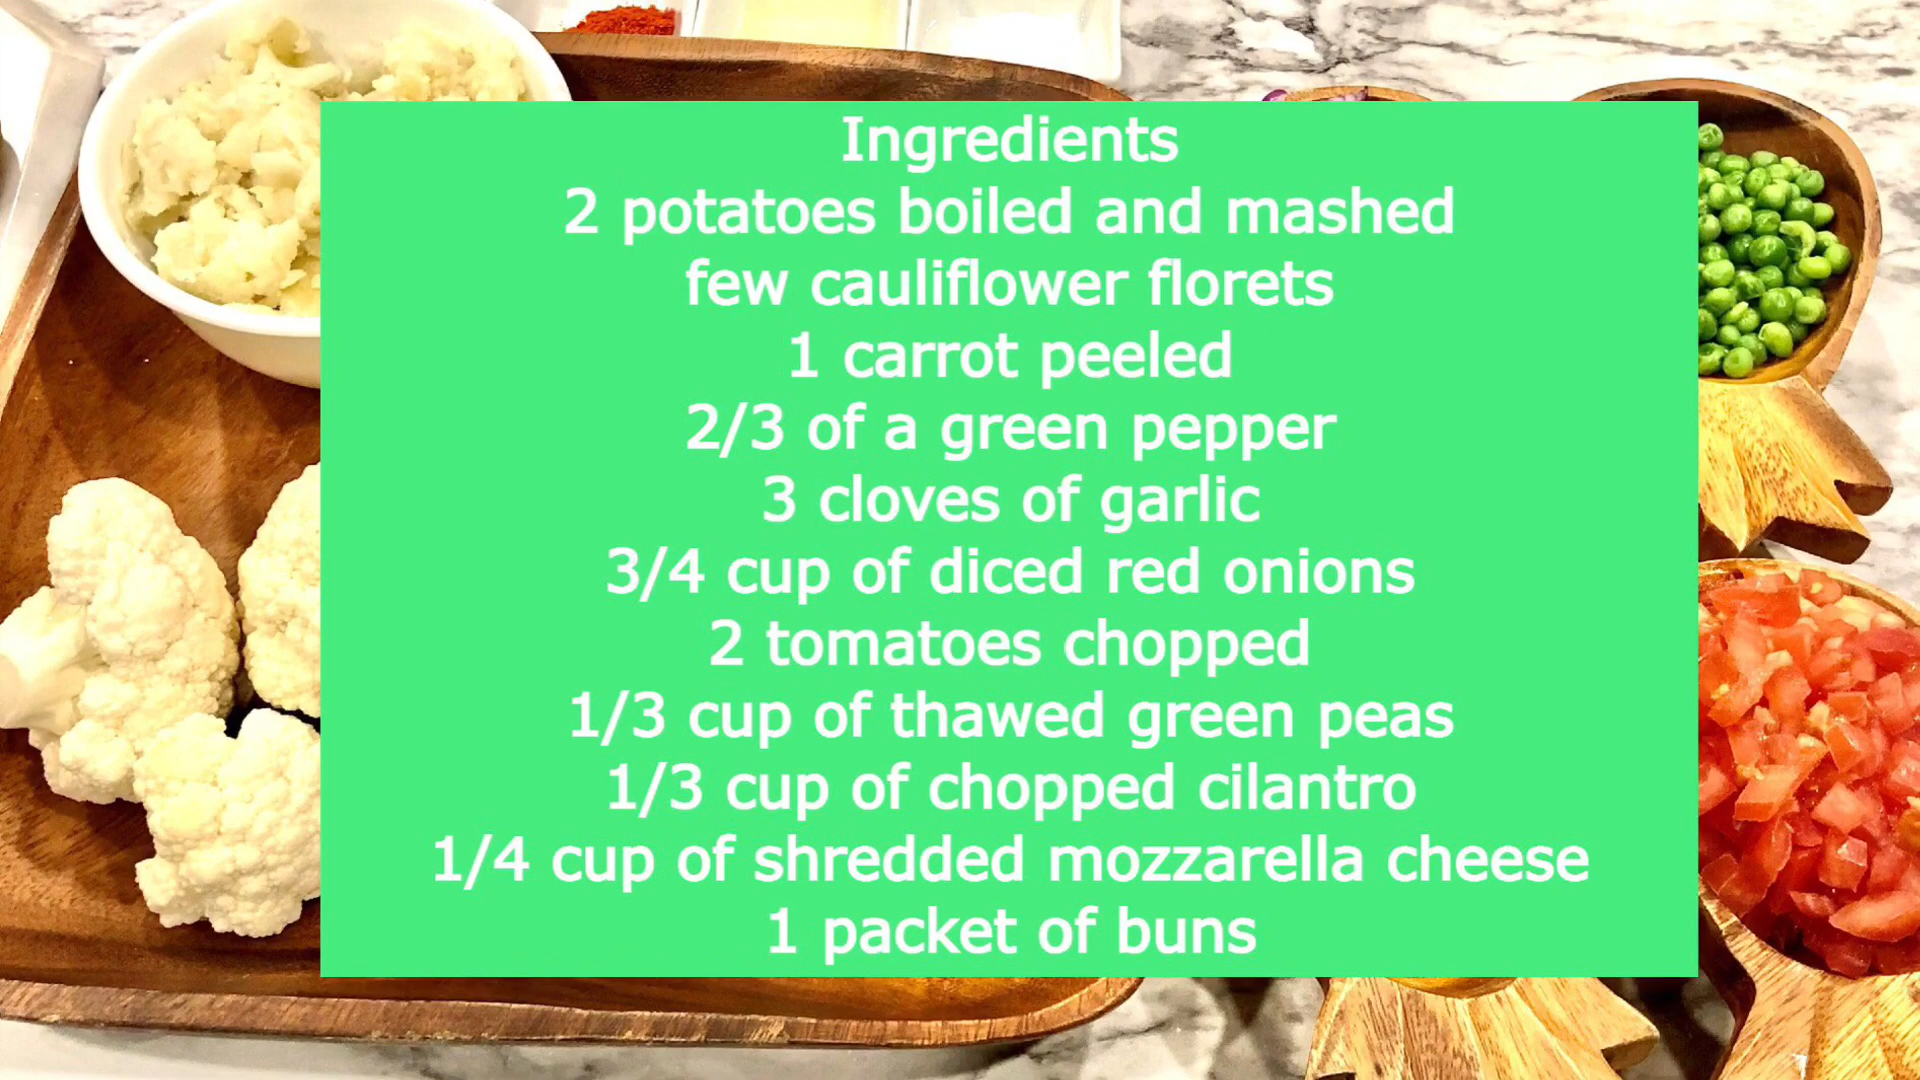 Ingredients
2 potatoes boiled and mashed
few cauliflower florets
1 carrot peeled
2/3 of a green pepper
3 cloves of garlic
3/4 cup of diced red onions
2 tomatoes chopped
1/3 cup of thawed green peas
1/3 cup of chopped cilantro
1/4 cup of shredded mozzarella cheese
1 packet of buns